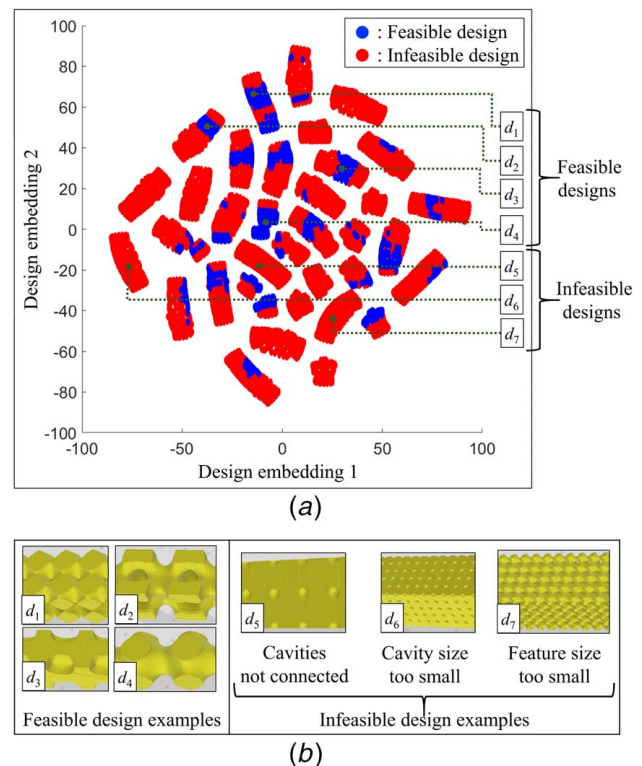 100
80
60
40
20
0
-20
-40
-60
-80
-100
-100
-50
0
50
100
Design embedding 2
Design embedding 1
: Feasible design
: Infeasible design
d1
d2
d3
d4
d5
d6
d7
Feasible
designs
Infeasible
designs
(a)
d1
d2
d3
d4
Feasible design examples
d5
d6
d7
Cavities
not connected
Cavity size
too small
Feature size
too small
Infeasible design examples
(b)